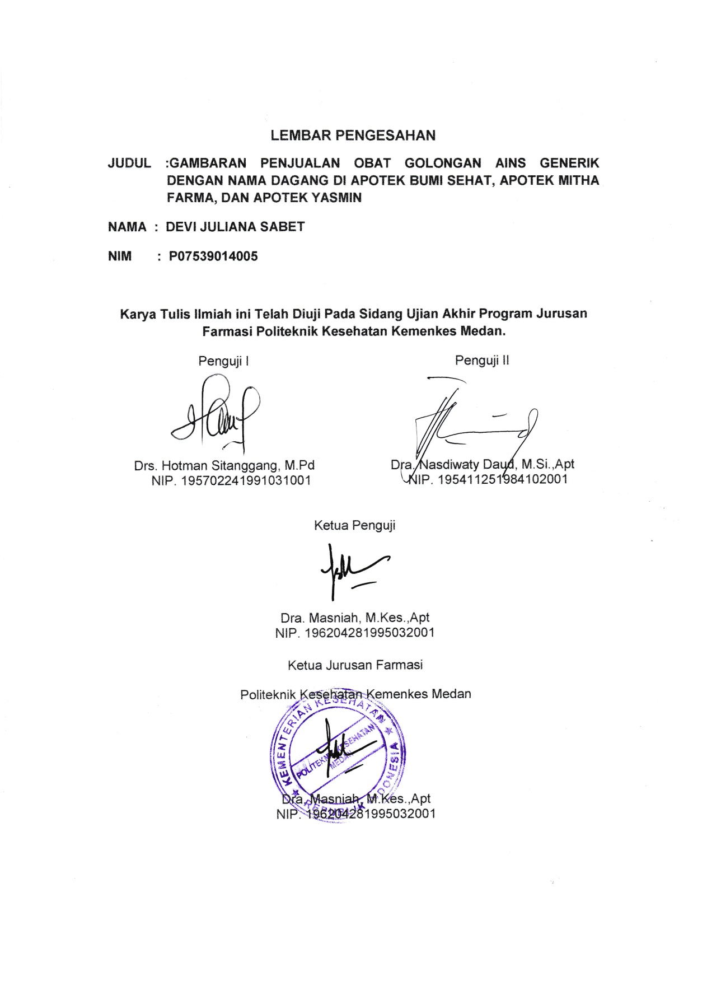 LEMBAR PENGESAHAN
JUDUL :GAMBARAN PENJUALAN OBAT GOLONGAN AINS GENERIK
DENGAN NAMA DAGANG DI APOTEK BUMI SEHAT, APOTEK MITHA
FARMA, DAN APOTEK YASMIN
NAMA : DEVI JULIANA SABET
NIM : P07539014005
Karya Tulis Ilmiah ini Telah Diuji Pada Sidang Ujian Akhir Program Jurusan
Farmasi Politeknik Kesehatan Kemenkes Medan.
Penguji I
Penguji II
Drs. Hotman Sitanggang, M.Pd
NIP. 195702241991031001
Dra. Nasdiwaty Daud, M.Si.,Apt
NIP. 195411251984102001
Ketua Penguji
Dra. Masniah, M.Kes.,Apt
NIP. 196204281995032001
Ketua Jurusan Farmasi
Politeknik Kesehatan Kemenkes Medan
KEMENTERIAN KESEHATAN
POLITEKNIK KESEHATAN
MEDAN
REPUBLIK INDONESIA
Dra. Masniah, M.Kes.,Apt
NIP. 196204281995032001